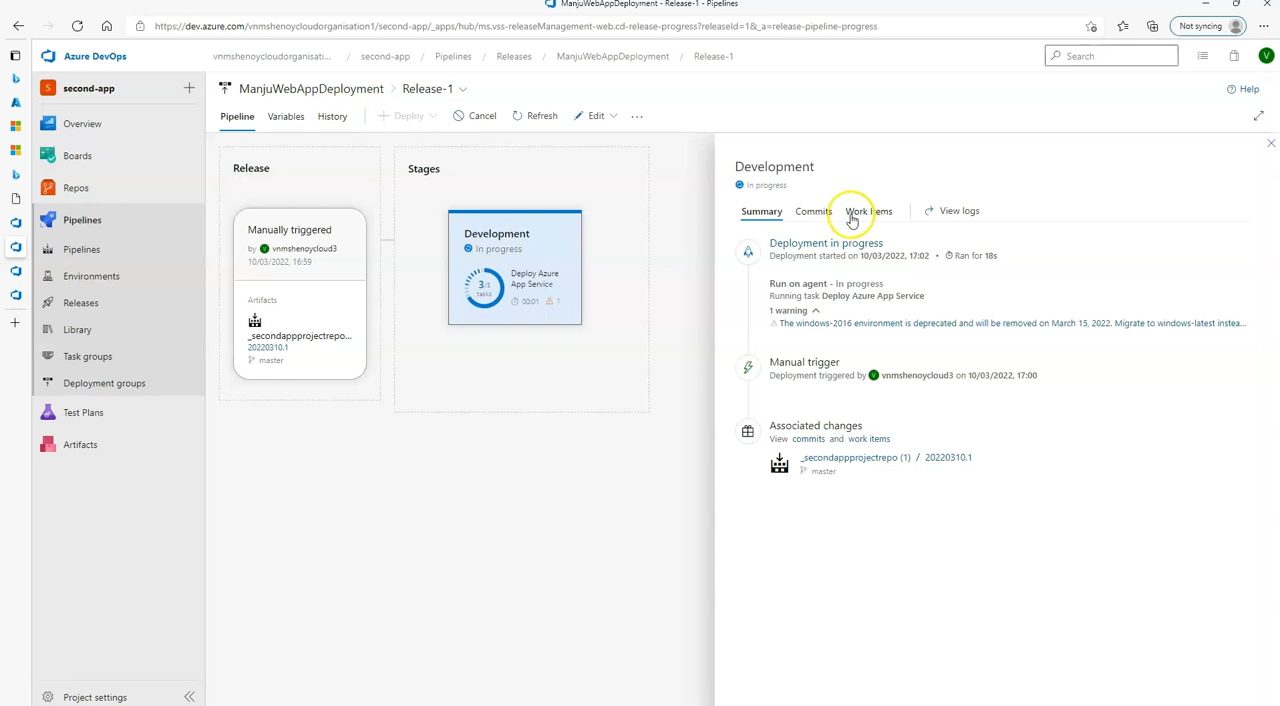 ManjuWebAppDeployment - Release-1 - Pipelines
https://dev.azure.com/vnmshenoycloudorganisation1/second-app/_apps/hub/ms.vss-releaseManagement-web.cd-release-progress?releaseId=1&_a=release-pipeline-progress
Not syncing
Azure DevOps
vnmshenoycloudorganisati... / second-app / Pipelines / Releases / ManjuWebAppDeployment / Release-1
Search
V
S second-app
ManjuWebAppDeployment > Release-1
Help
Pipeline Variables History
Deploy Cancel Refresh Edit ...
Overview
Boards
Repos
Pipelines
Pipelines
Environments
Releases
Library
Task groups
Deployment groups
Test Plans
Artifacts
Project settings
Release
Manually triggered
by V vnmshenoycloud3
10/03/2022, 16:59
Artifacts
_secondappprojectrepo...
20220310.1
master
Stages
Development
In progress
3/8
tasks
Deploy Azure
App Service
00:01 1
Development
In progress
Summary Commits Work items View logs
Deployment in progress
Deployment started on 10/03/2022, 17:02 • Ran for 18s
Run on agent - In progress
Running task Deploy Azure App Service
1 warning
The windows-2016 environment is deprecated and will be removed on March 15, 2022. Migrate to windows-latest instea...
Manual trigger
Deployment triggered by V vnmshenoycloud3 on 10/03/2022, 17:00
Associated changes
View commits and work items
_secondappprojectrepo (1) / 20220310.1
master